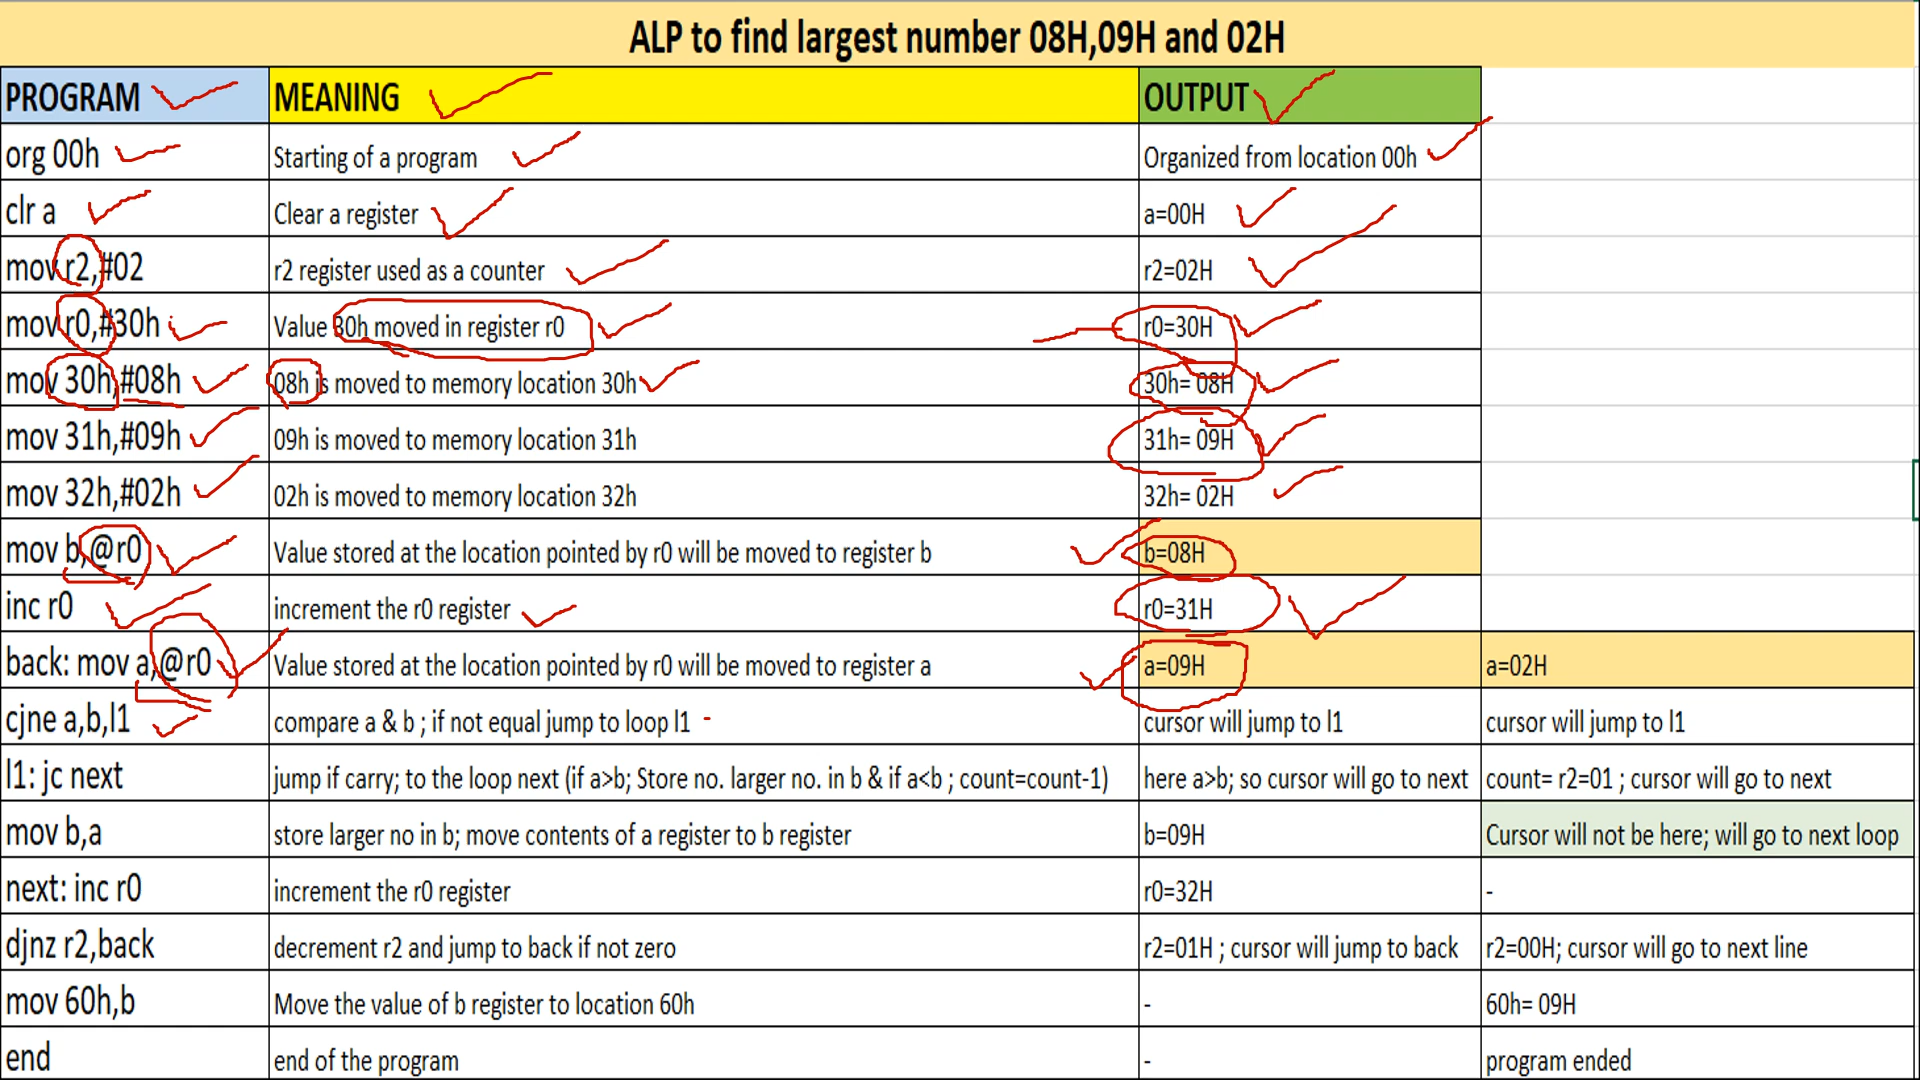 ALP to find largest number 08H,09H and 02H
PROGRAM MEANING OUTPUT
org 00h Starting of a program Organized from location 00h
clr a Clear a register a=00H
mov r2,#02 r2 register used as a counter r2=02H
mov r0,#30h Value 30h moved in register r0 r0=30H
mov 30h,#08h 08h is moved to memory location 30h 30h= 08H
mov 31h,#09h 09h is moved to memory location 31h 31h= 09H
mov 32h,#02h 02h is moved to memory location 32h 32h= 02H
mov b,@r0 Value stored at the location pointed by r0 will be moved to register b b=08H
inc r0 increment the r0 register r0=31H
back: mov a,@r0 Value stored at the location pointed by r0 will be moved to register a a=09H a=02H
cjne a,b,l1 compare a & b ; if not equal jump to loop l1 cursor will jump to l1 cursor will jump to l1
l1: jc next jump if carry; to the loop next (if a>b; Store no. larger no. in b & if a<b ; count=count-1) here a>b; so cursor will go to next count= r2=01 ; cursor will go to next
mov b,a store larger no in b; move contents of a register to b register b=09H Cursor will not be here; will go to next loop
next: inc r0 increment the r0 register r0=32H -
djnz r2,back decrement r2 and jump to back if not zero r2=01H ; cursor will jump to back r2=00H; cursor will go to next line
mov 60h,b Move the value of b register to location 60h - 60h= 09H
end end of the program - program ended